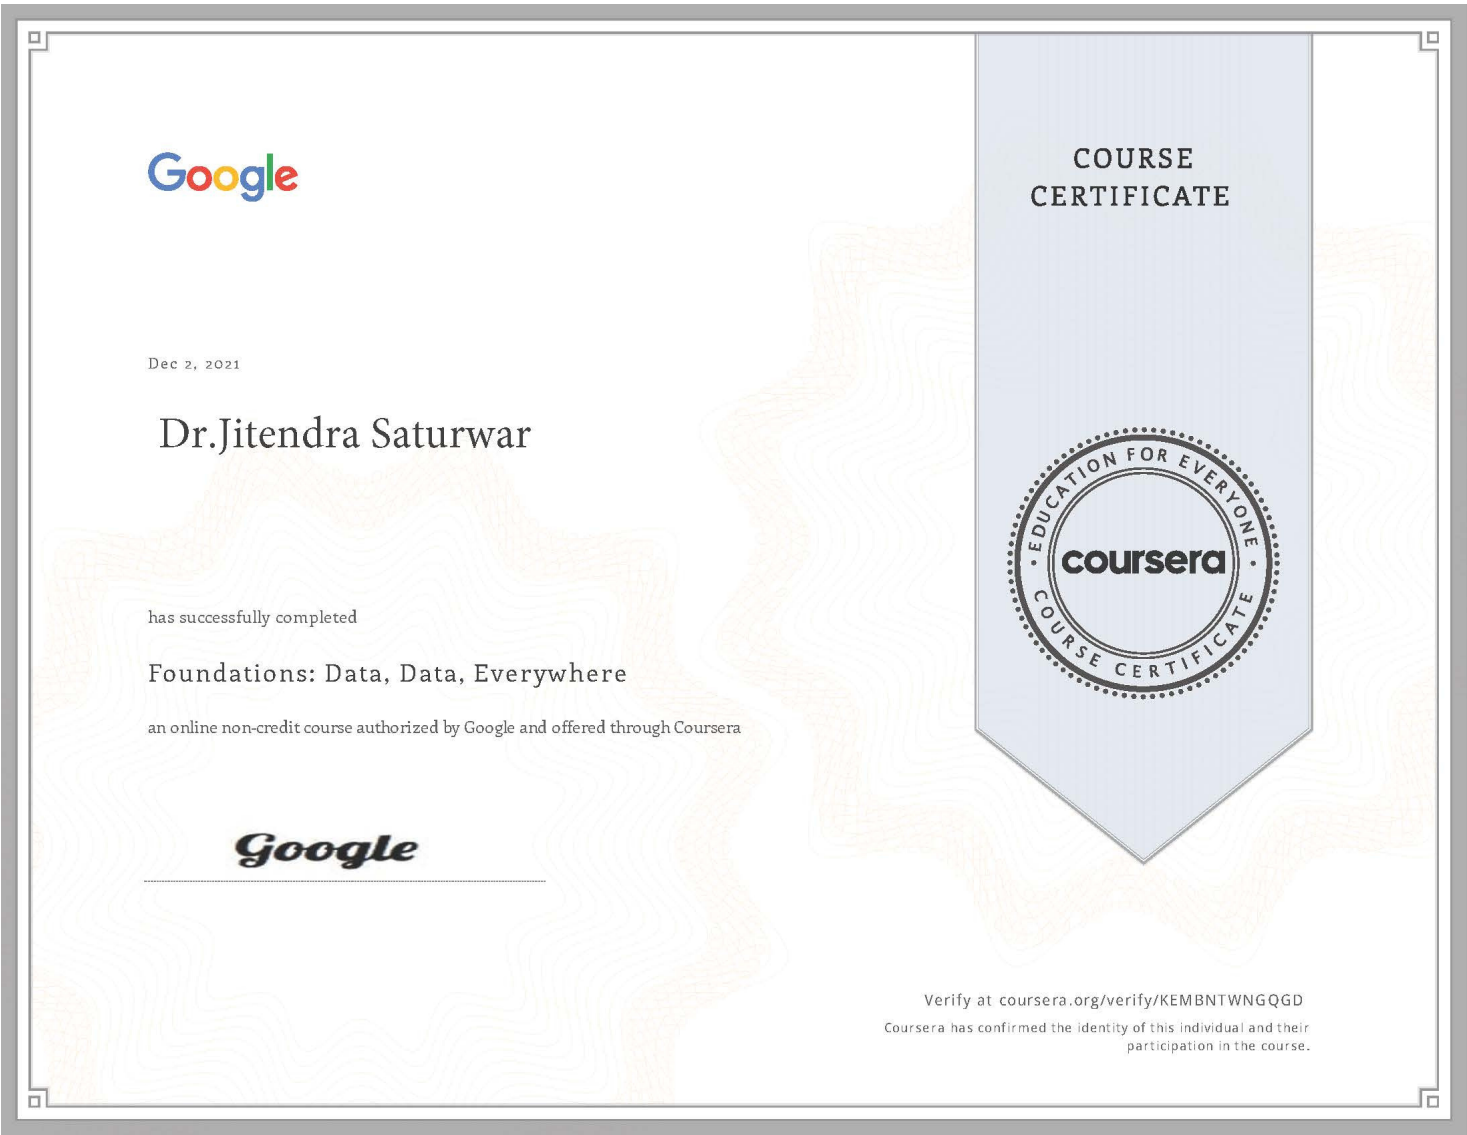 Google
COURSE
CERTIFICATE
Dec 2, 2021
Dr.Jitendra Saturwar
has successfully completed
Foundations: Data, Data, Everywhere
an online non-credit course authorized by Google and offered through Coursera
Google
EDUCATION FOR EVERYONE
coursera
COURSE CERTIFICATE
Verify at coursera.org/verify/KEMBNTWNGQGD
Coursera has confirmed the identity of this individual and their
participation in the course.